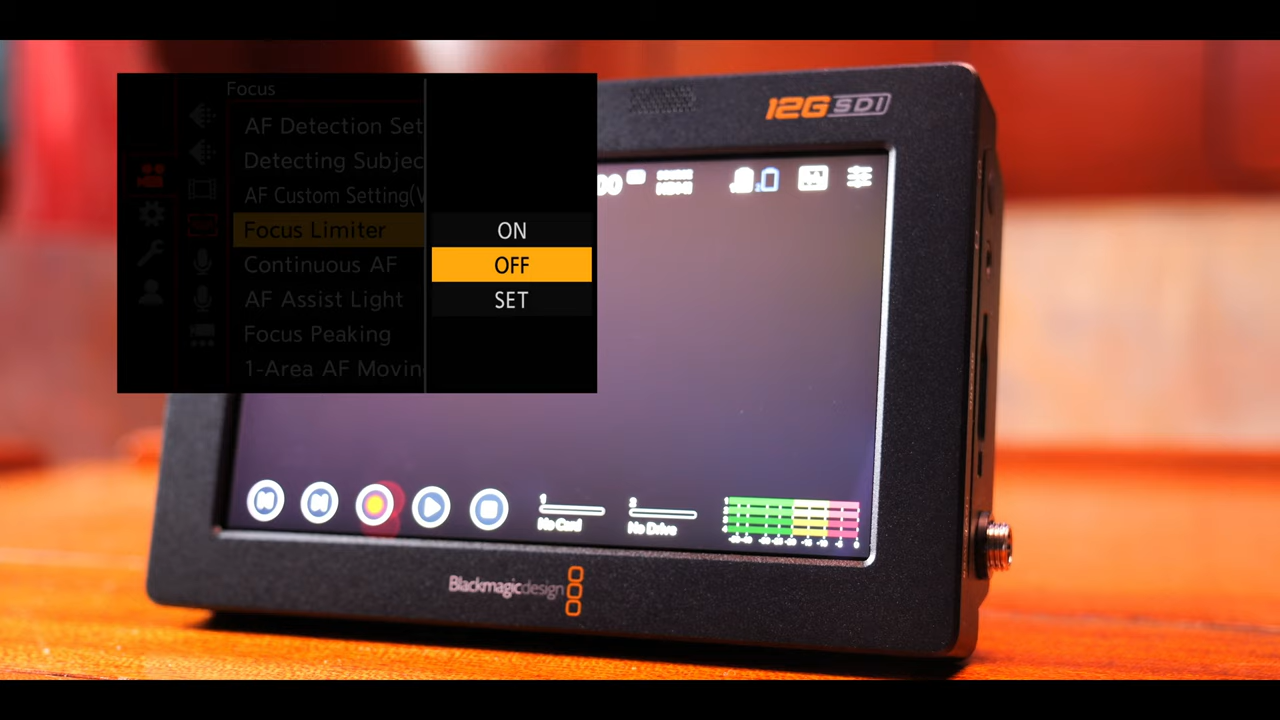 Focus
AF Detection Set
Detecting Subjec
AF Custom Setting(V
Focus Limiter
Continuous AF
AF Assist Light
Focus Peaking
1-Area AF Movin
ON
OFF
SET
12G SDI
No Card
No Drive
Blackmagicdesign